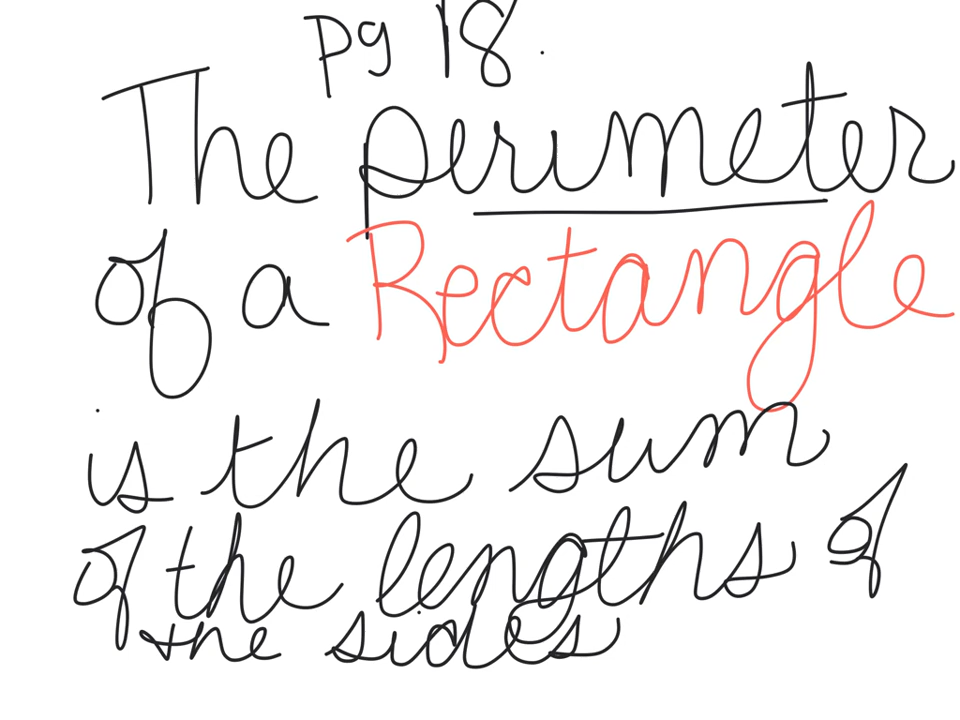 pg 18.
The perimeter
of a Rectangle
is the sum
of the lengths of
the sides